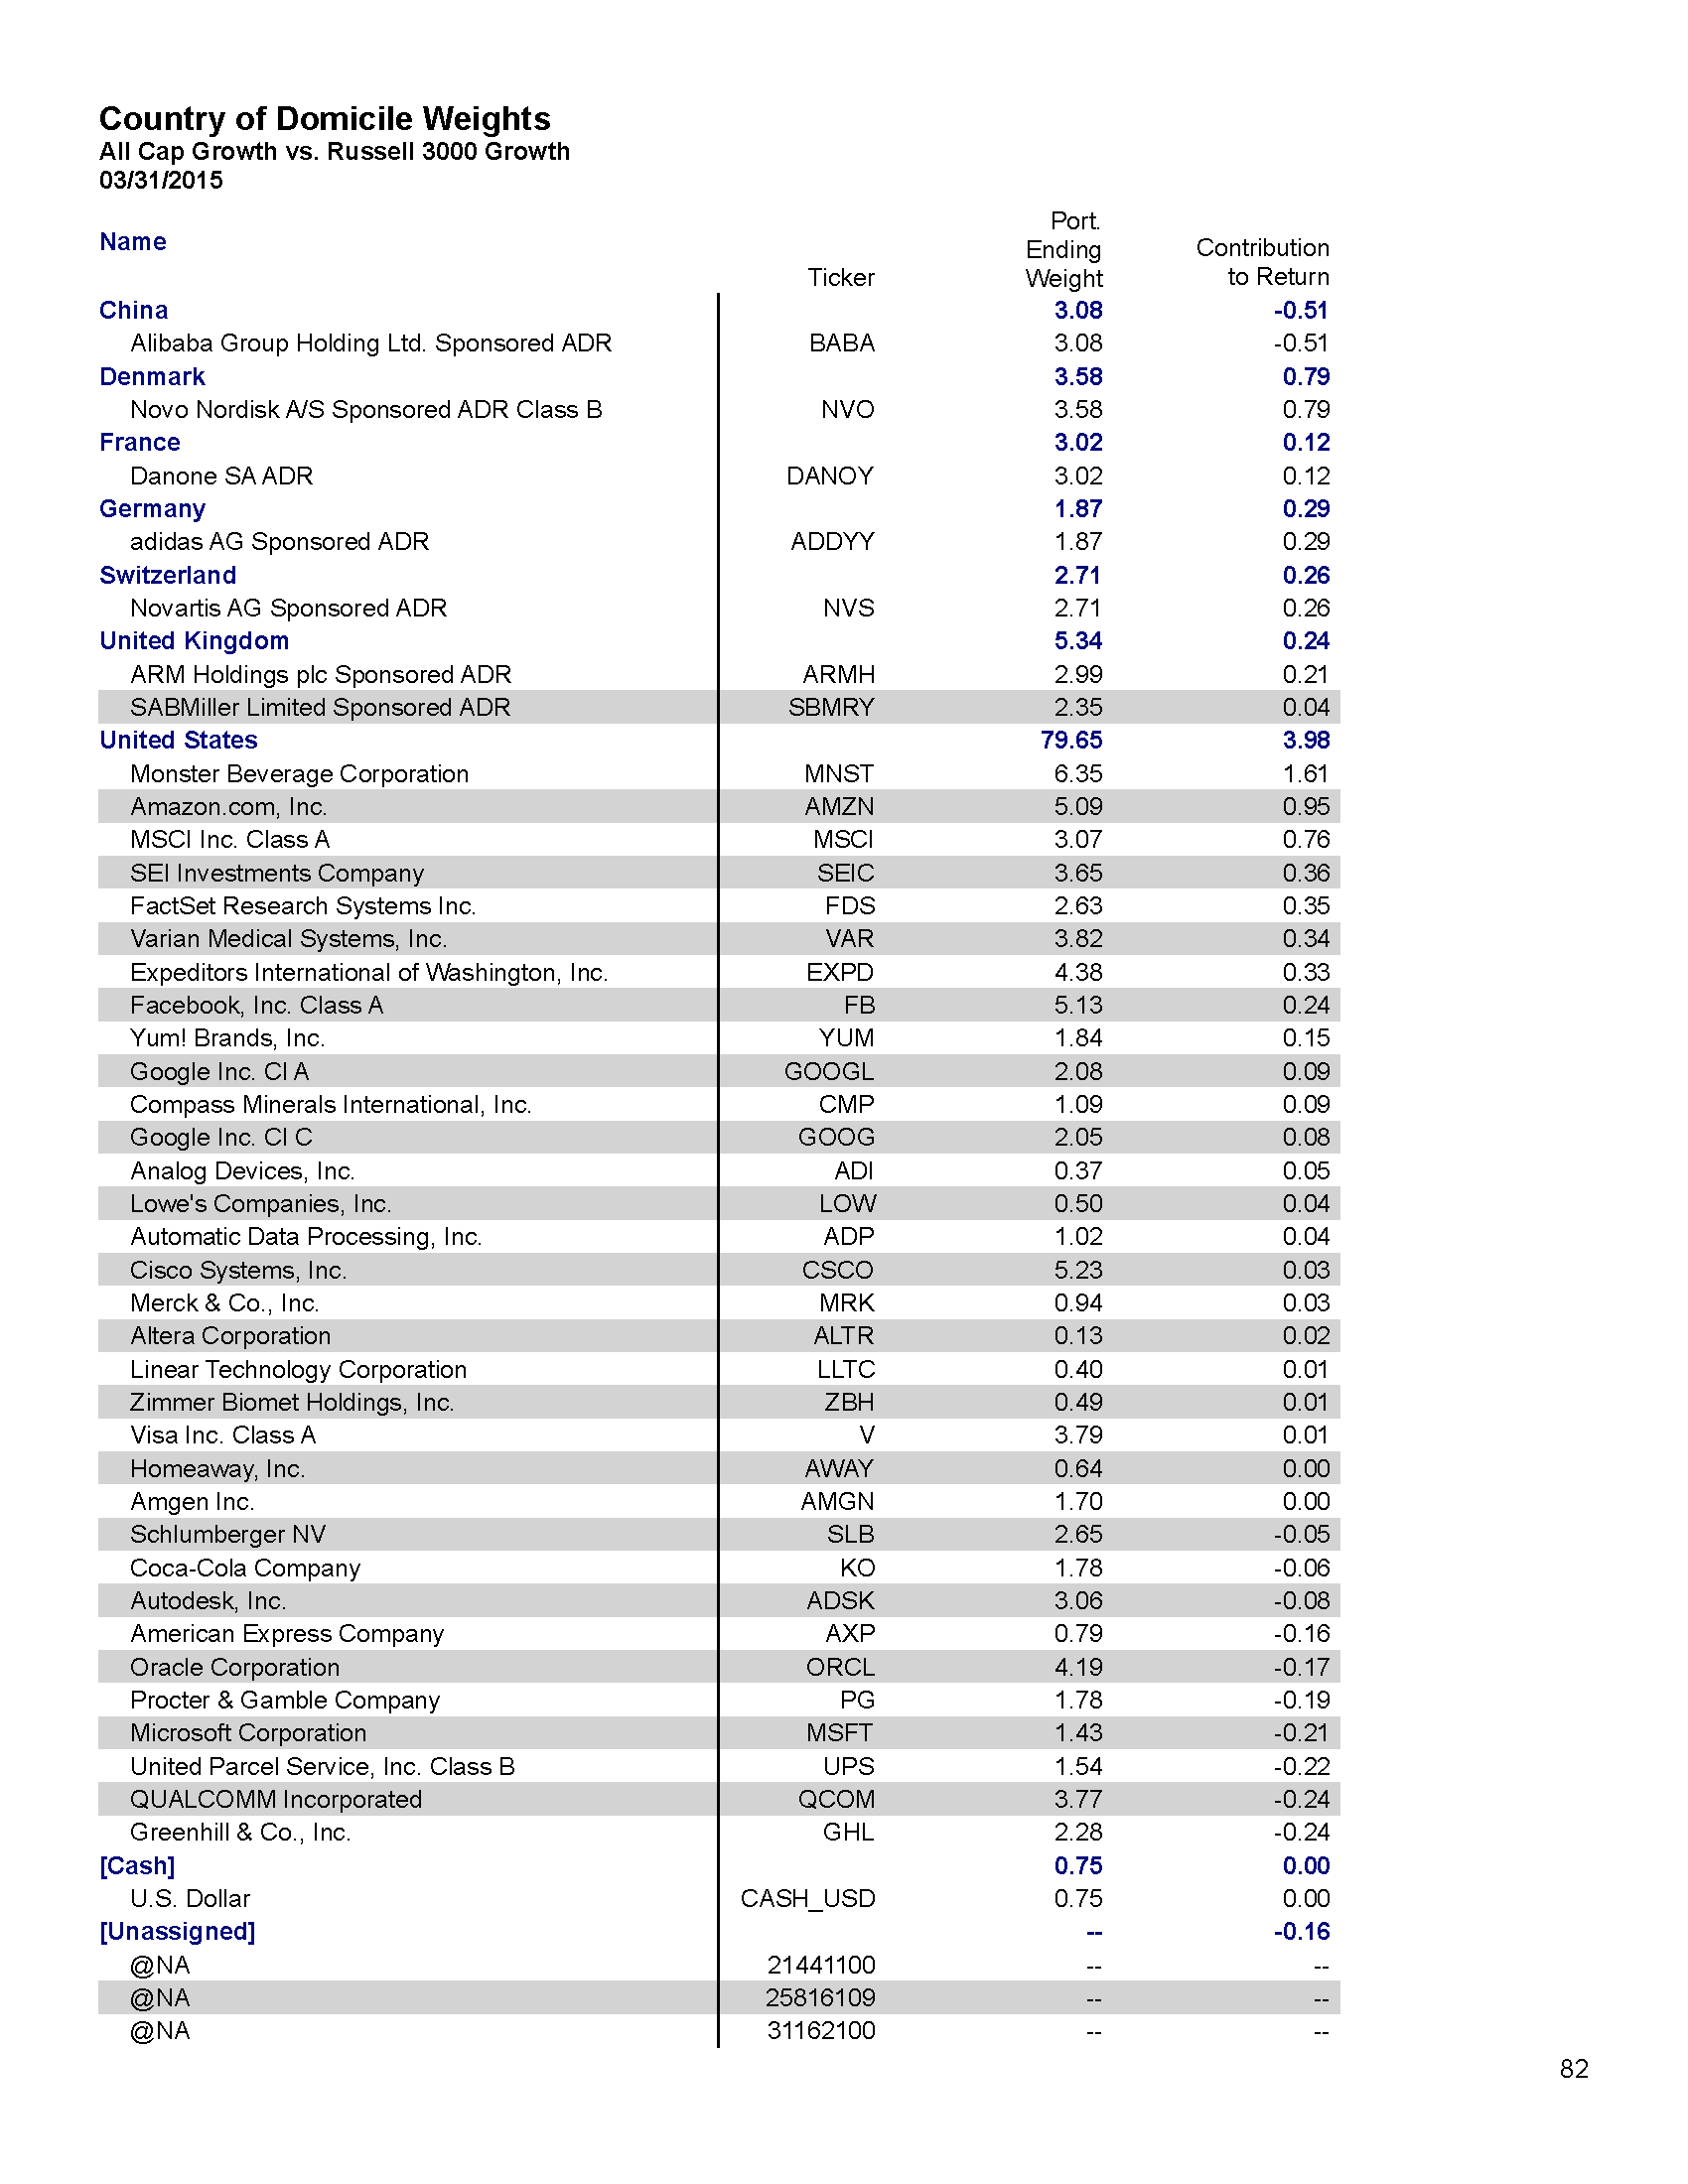 Country of Domicile Weights
All Cap Growth vs. Russell 3000 Growth
03/31/2015
Name Ticker Port. Ending Weight Contribution to Return
China 3.08 -0.51
Alibaba Group Holding Ltd. Sponsored ADR BABA 3.08 -0.51
Denmark 3.58 0.79
Novo Nordisk A/S Sponsored ADR Class B NVO 3.58 0.79
France 3.02 0.12
Danone SA ADR DANOY 3.02 0.12
Germany 1.87 0.29
adidas AG Sponsored ADR ADDYY 1.87 0.29
Switzerland 2.71 0.26
Novartis AG Sponsored ADR NVS 2.71 0.26
United Kingdom 5.34 0.24
ARM Holdings plc Sponsored ADR ARMH 2.99 0.21
SABMiller Limited Sponsored ADR SBMRY 2.35 0.04
United States 79.65 3.98
Monster Beverage Corporation MNST 6.35 1.61
Amazon.com, Inc. AMZN 5.09 0.95
MSCI Inc. Class A MSCI 3.07 0.76
SEI Investments Company SEIC 3.65 0.36
FactSet Research Systems Inc. FDS 2.63 0.35
Varian Medical Systems, Inc. VAR 3.82 0.34
Expeditors International of Washington, Inc. EXPD 4.38 0.33
Facebook, Inc. Class A FB 5.13 0.24
Yum! Brands, Inc. YUM 1.84 0.15
Google Inc. Cl A GOOGL 2.08 0.09
Compass Minerals International, Inc. CMP 1.09 0.09
Google Inc. Cl C GOOG 2.05 0.08
Analog Devices, Inc. ADI 0.37 0.05
Lowe's Companies, Inc. LOW 0.50 0.04
Automatic Data Processing, Inc. ADP 1.02 0.04
Cisco Systems, Inc. CSCO 5.23 0.03
Merck & Co., Inc. MRK 0.94 0.03
Altera Corporation ALTR 0.13 0.02
Linear Technology Corporation LLTC 0.40 0.01
Zimmer Biomet Holdings, Inc. ZBH 0.49 0.01
Visa Inc. Class A V 3.79 0.01
Homeaway, Inc. AWAY 0.64 0.00
Amgen Inc. AMGN 1.70 0.00
Schlumberger NV SLB 2.65 -0.05
Coca-Cola Company KO 1.78 -0.06
Autodesk, Inc. ADSK 3.06 -0.08
American Express Company AXP 0.79 -0.16
Oracle Corporation ORCL 4.19 -0.17
Procter & Gamble Company PG 1.78 -0.19
Microsoft Corporation MSFT 1.43 -0.21
United Parcel Service, Inc. Class B UPS 1.54 -0.22
QUALCOMM Incorporated QCOM 3.77 -0.24
Greenhill & Co., Inc. GHL 2.28 -0.24
[Cash] 0.75 0.00
U.S. Dollar CASH_USD 0.75 0.00
[Unassigned] -- -0.16
@NA 21441100 -- --
@NA 25816109 -- --
@NA 31162100 -- --
82